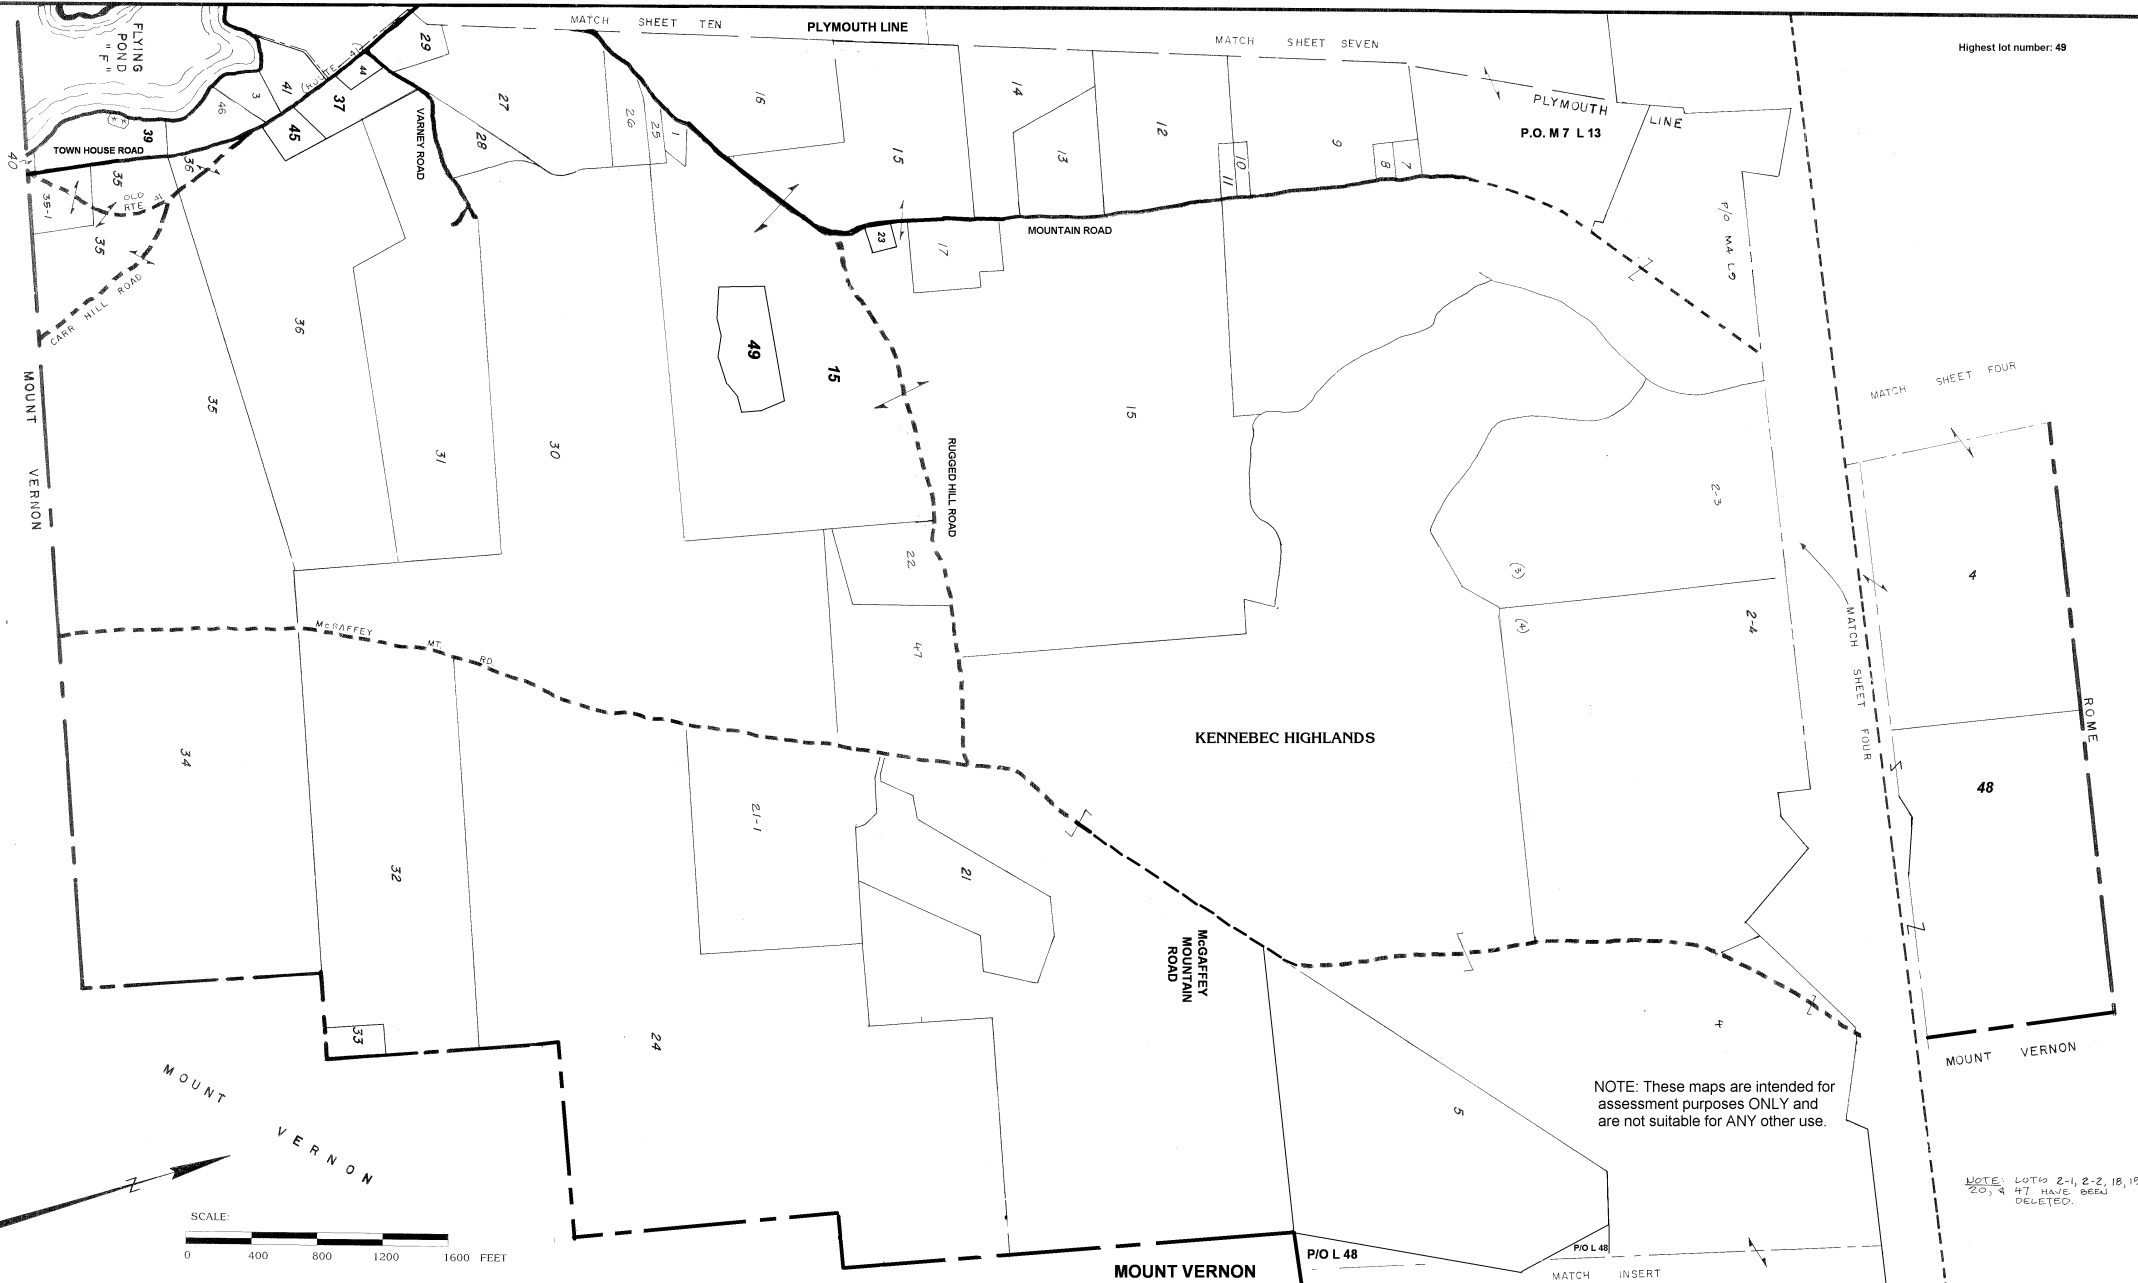 MATCH SHEET TEN
PLYMOUTH LINE
MATCH SHEET SEVEN
Highest lot number: 49
FLYING
POND
"F"
(ROUTE 41)
29
44
41
37
3
46
45
39
TOWN HOUSE ROAD
40
36
35
OLD
RTE 41
35-1
35
CARR HILL ROAD
VARNEY ROAD
27
28
26
25
1
16
15
14
13
12
10
11
9
8
7
PLYMOUTH
LINE
P.O. M 7 L 13
P/O M4 L9
23
17
MOUNTAIN ROAD
36
35
31
30
49
15
15
RUGGED HILL ROAD
22
47
2-3
(3)
(4)
2-4
MATCH SHEET FOUR
MATCH SHEET FOUR
4
48
ROME
MOUNT VERNON
MOUNT VERNON
McGAFFEY MT. RD
34
32
33
24
21-1
21
KENNEBEC HIGHLANDS
McGAFFEY
MOUNTAIN
ROAD
4
5
NOTE: These maps are intended for
assessment purposes ONLY and
are not suitable for ANY other use.
NOTE: LOTS 2-1, 2-2, 18, 19
20, & 47 HAVE BEEN
DELETED.
MOUNT
VERNON
N
SCALE:
0 400 800 1200 1600 FEET
MOUNT VERNON
P/O L 48
P/O L 48
MATCH INSERT